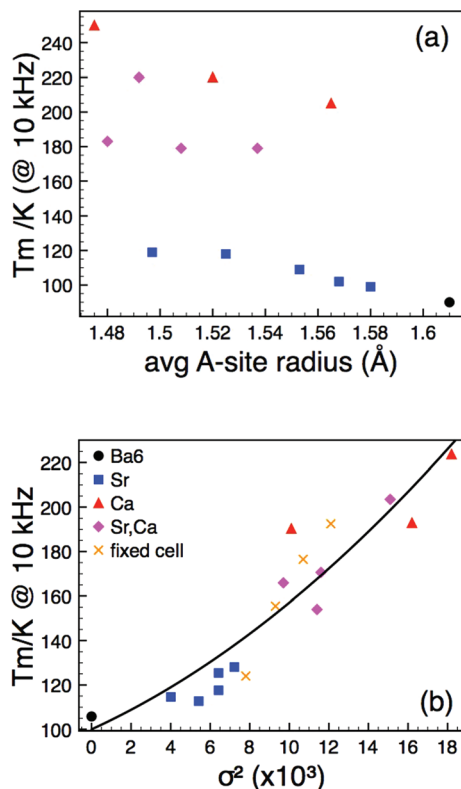 (a)
Tm /K (@ 10 kHz)
240
220
200
180
160
140
120
100
1.48 1.5 1.52 1.54 1.56 1.58 1.6
avg A-site radius (Å)
(b)
Tm/K @ 10 kHz
220
200
180
160
140
120
100
Ba6
Sr
Ca
Sr,Ca
fixed cell
0 2 4 6 8 10 12 14 16 18
σ² (x10³)